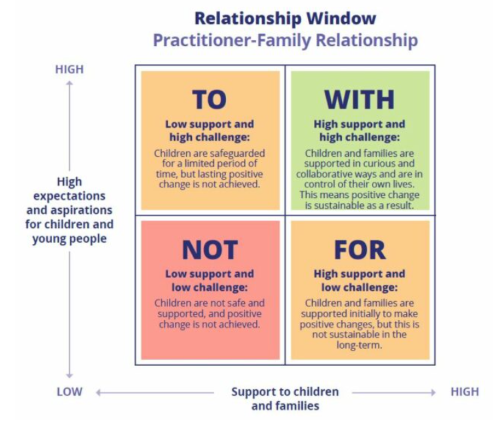 Relationship Window
Practitioner-Family Relationship
HIGH
High
expectations
and aspirations
for children and
young people
LOW
TO
Low support and
high challenge:
Children are safeguarded
for a limited period of
time, but lasting positive
change is not achieved.
WITH
High support and
high challenge:
Children and families are
supported in curious and
collaborative ways and are in
control of their own lives.
This means positive change
is sustainable as a result.
NOT
Low support and
low challenge:
Children are not safe and
supported, and positive
change is not achieved.
FOR
High support and
low challenge:
Children and families are
supported initially to make
positive changes, but this is
not sustainable in the
long-term.
Support to children
and families
HIGH